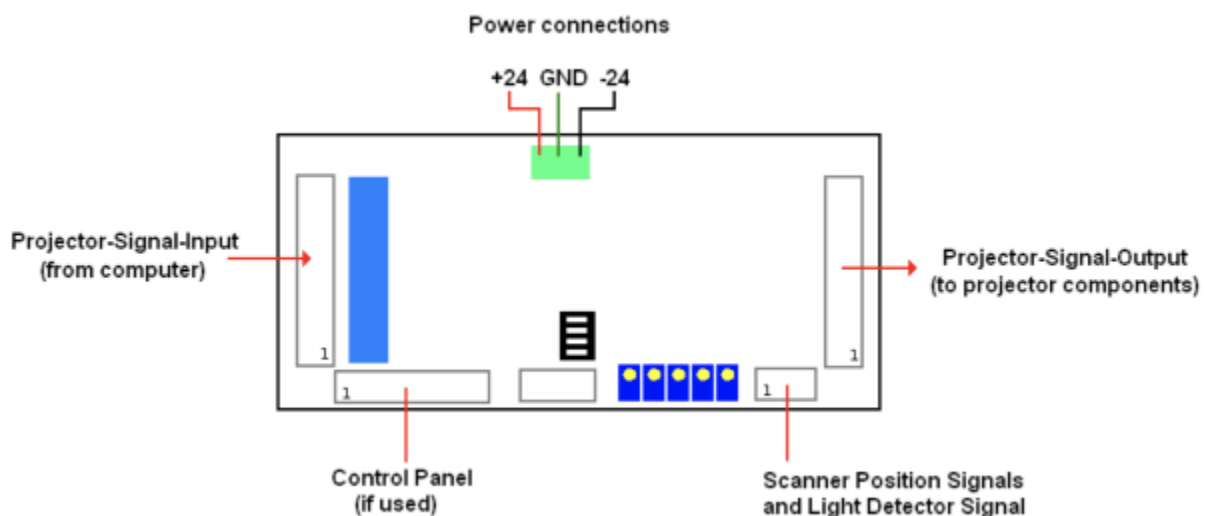 Power connections
+24 GND -24
Projector-Signal-Input
(from computer)
1
1
Projector-Signal-Output
(to projector components)
1
1
Control Panel
(if used)
Scanner Position Signals
and Light Detector Signal